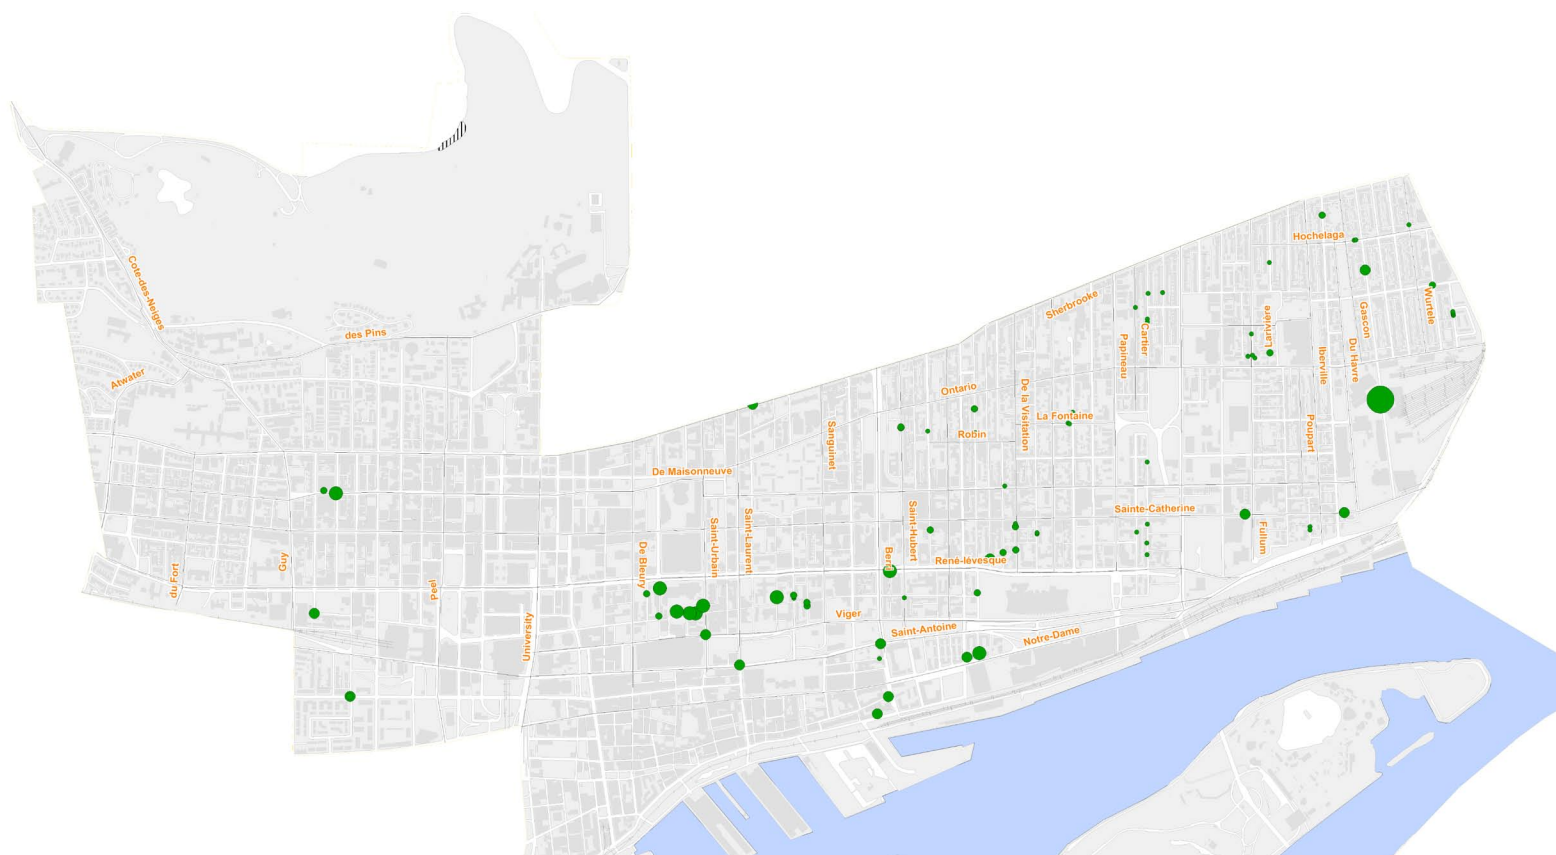 Hochelaga
Cote-des-Neiges
Wurtele
Sherbrooke
Gascon
Larivière
des Pins
Cartier
Papineau
Du Havre
Iberville
Atwater
Ontario
De la Visitation
La Fontaine
Robin
Sanguinet
Poupart
De Maisonneuve
Sainte-Catherine
Saint-Hubert
Saint-Laurent
Saint-Urbain
Fullum
Guy
Berri
René-lévesque
De Bleury
du Fort
Peel
Viger
Saint-Antoine
Notre-Dame
University